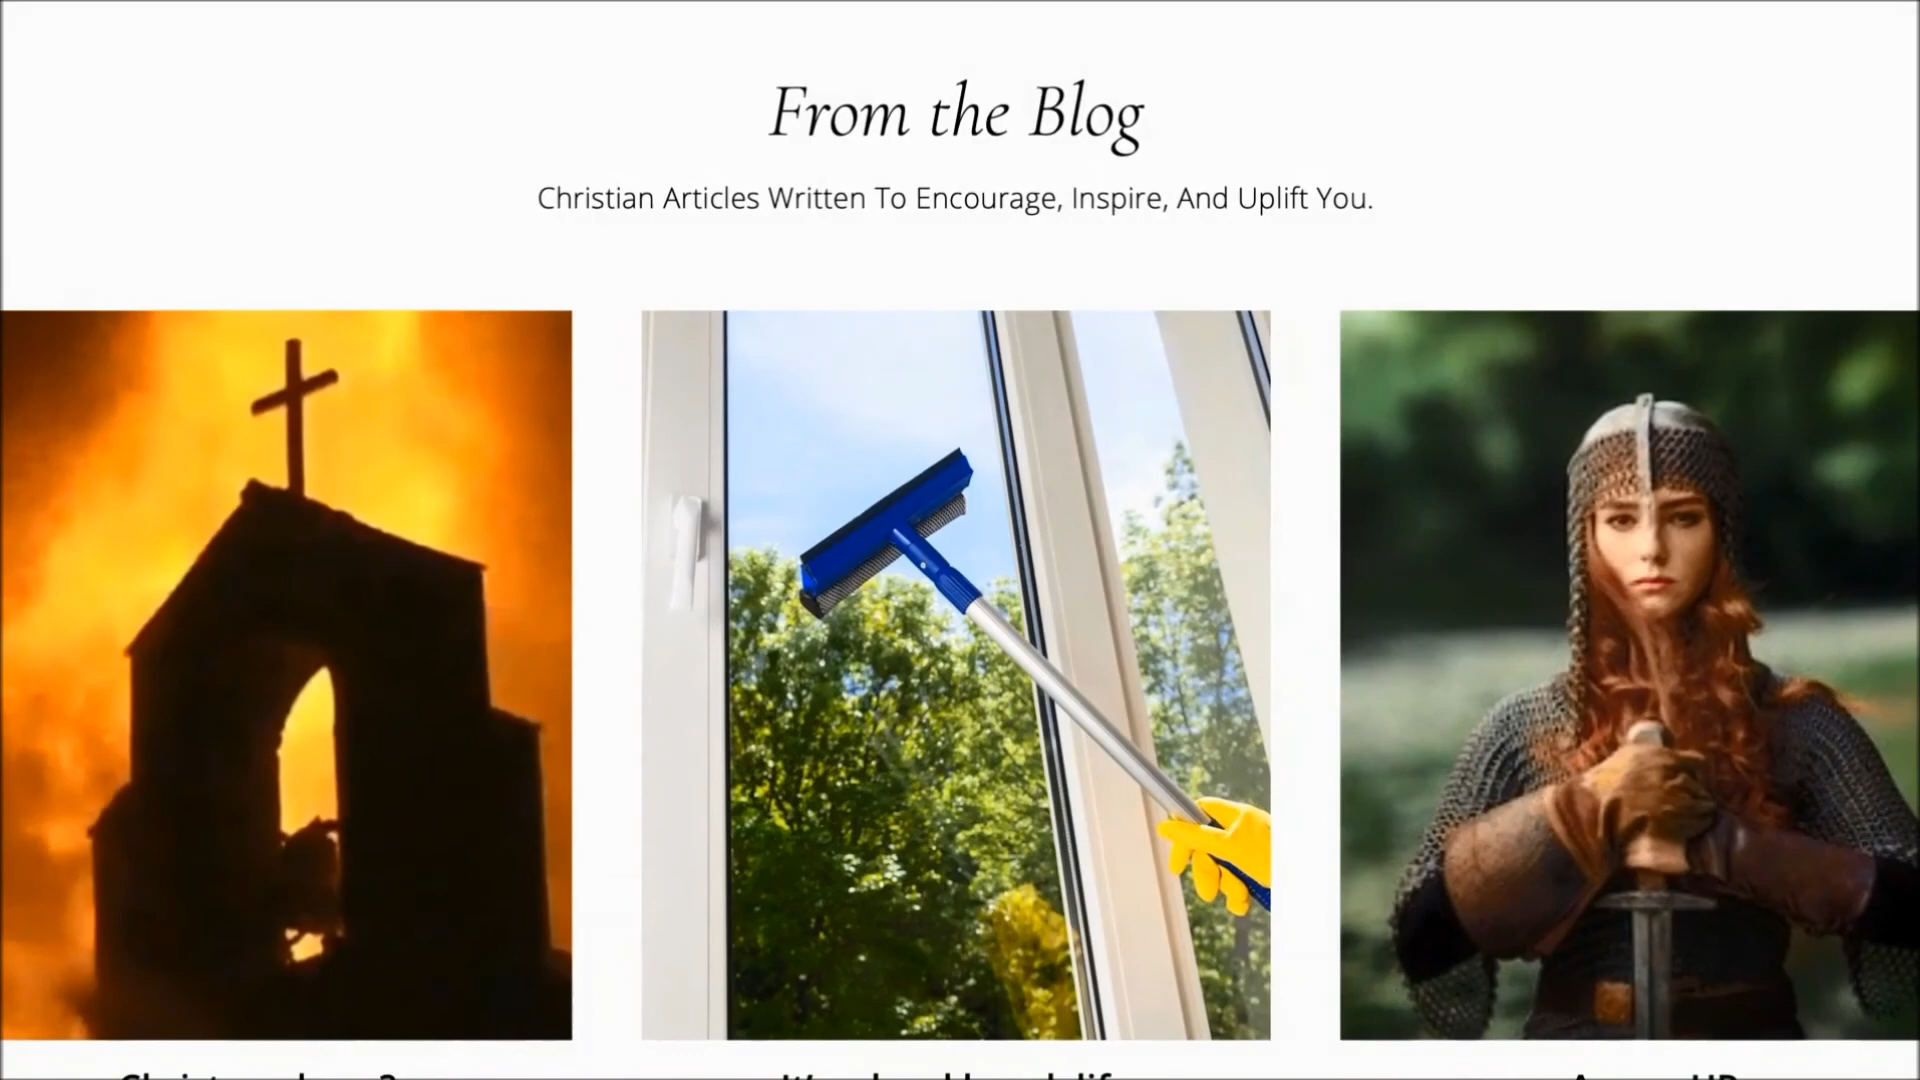 From the Blog
Christian Articles Written To Encourage, Inspire, And Uplift You.